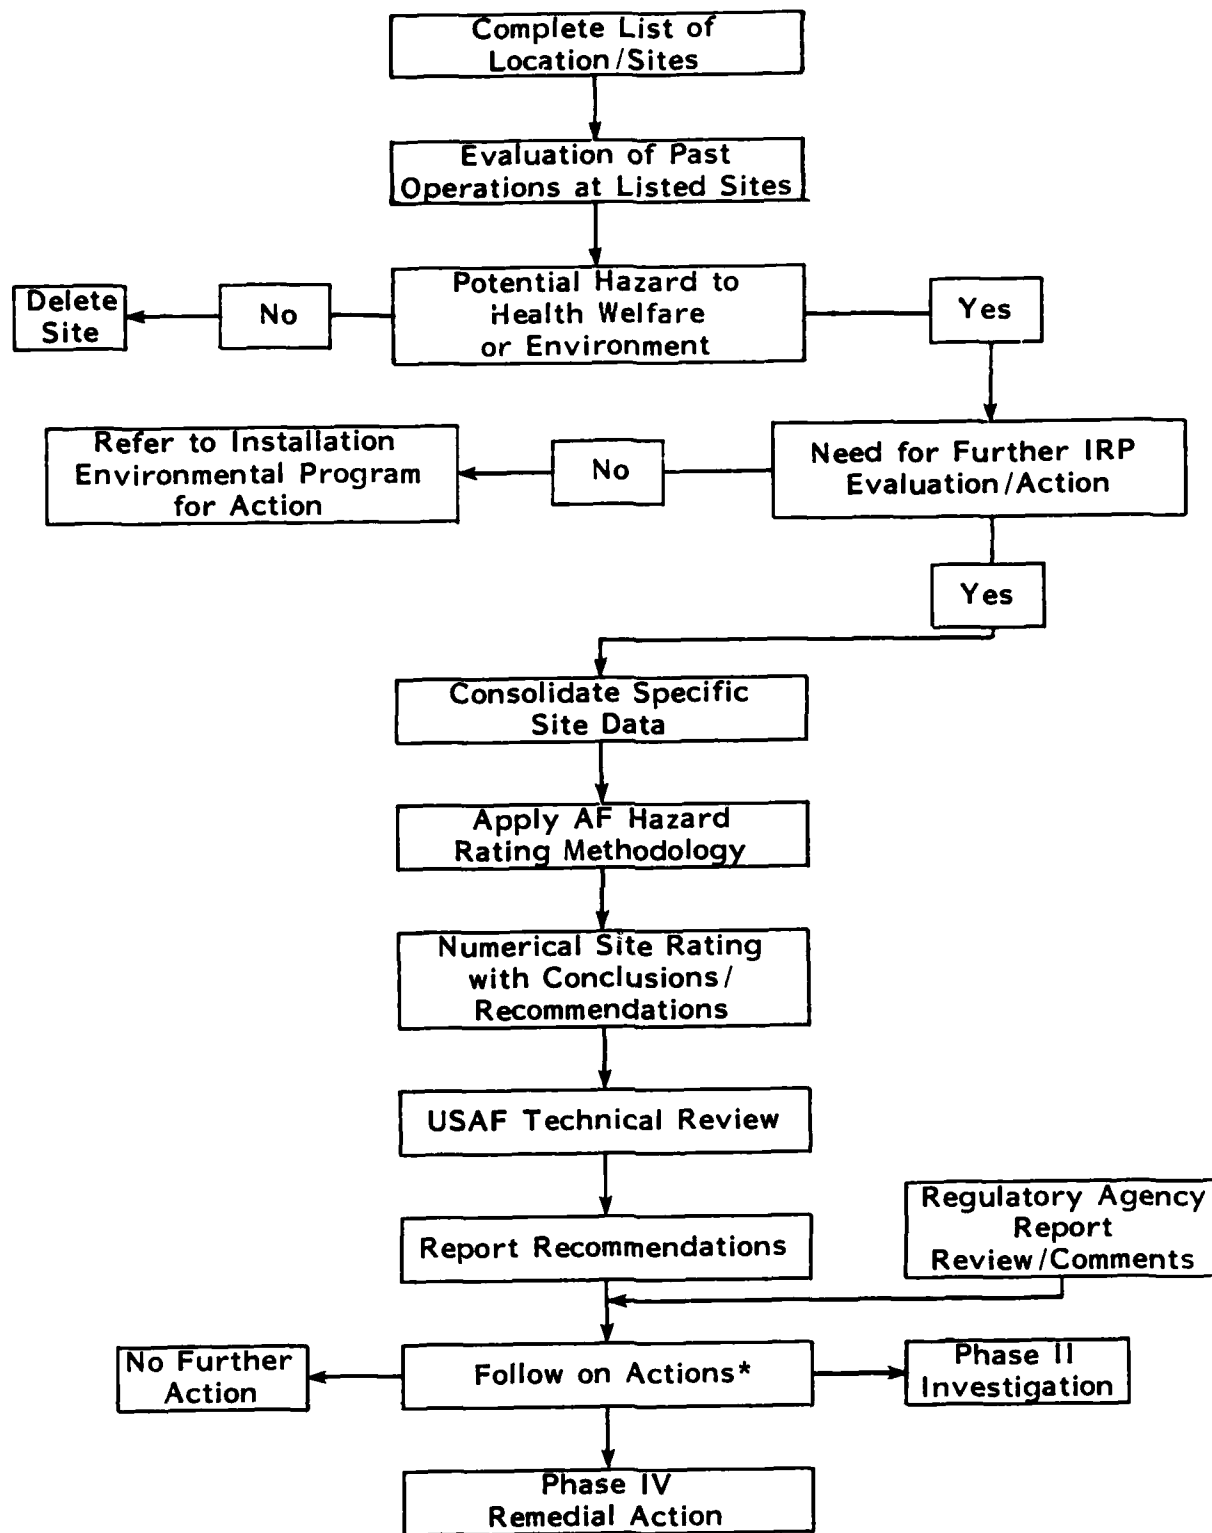 Complete List of
Location/Sites
Evaluation of Past
Operations at Listed Sites
Potential Hazard to
Health Welfare
or Environment
No
Delete
Site
Yes
Need for Further IRP
Evaluation/Action
No
Refer to Installation
Environmental Program
for Action
Yes
Consolidate Specific
Site Data
Apply AF Hazard
Rating Methodology
Numerical Site Rating
with Conclusions/
Recommendations
USAF Technical Review
Report Recommendations
Regulatory Agency
Report
Review/Comments
Follow on Actions*
No Further
Action
Phase II
Investigation
Phase IV
Remedial Action